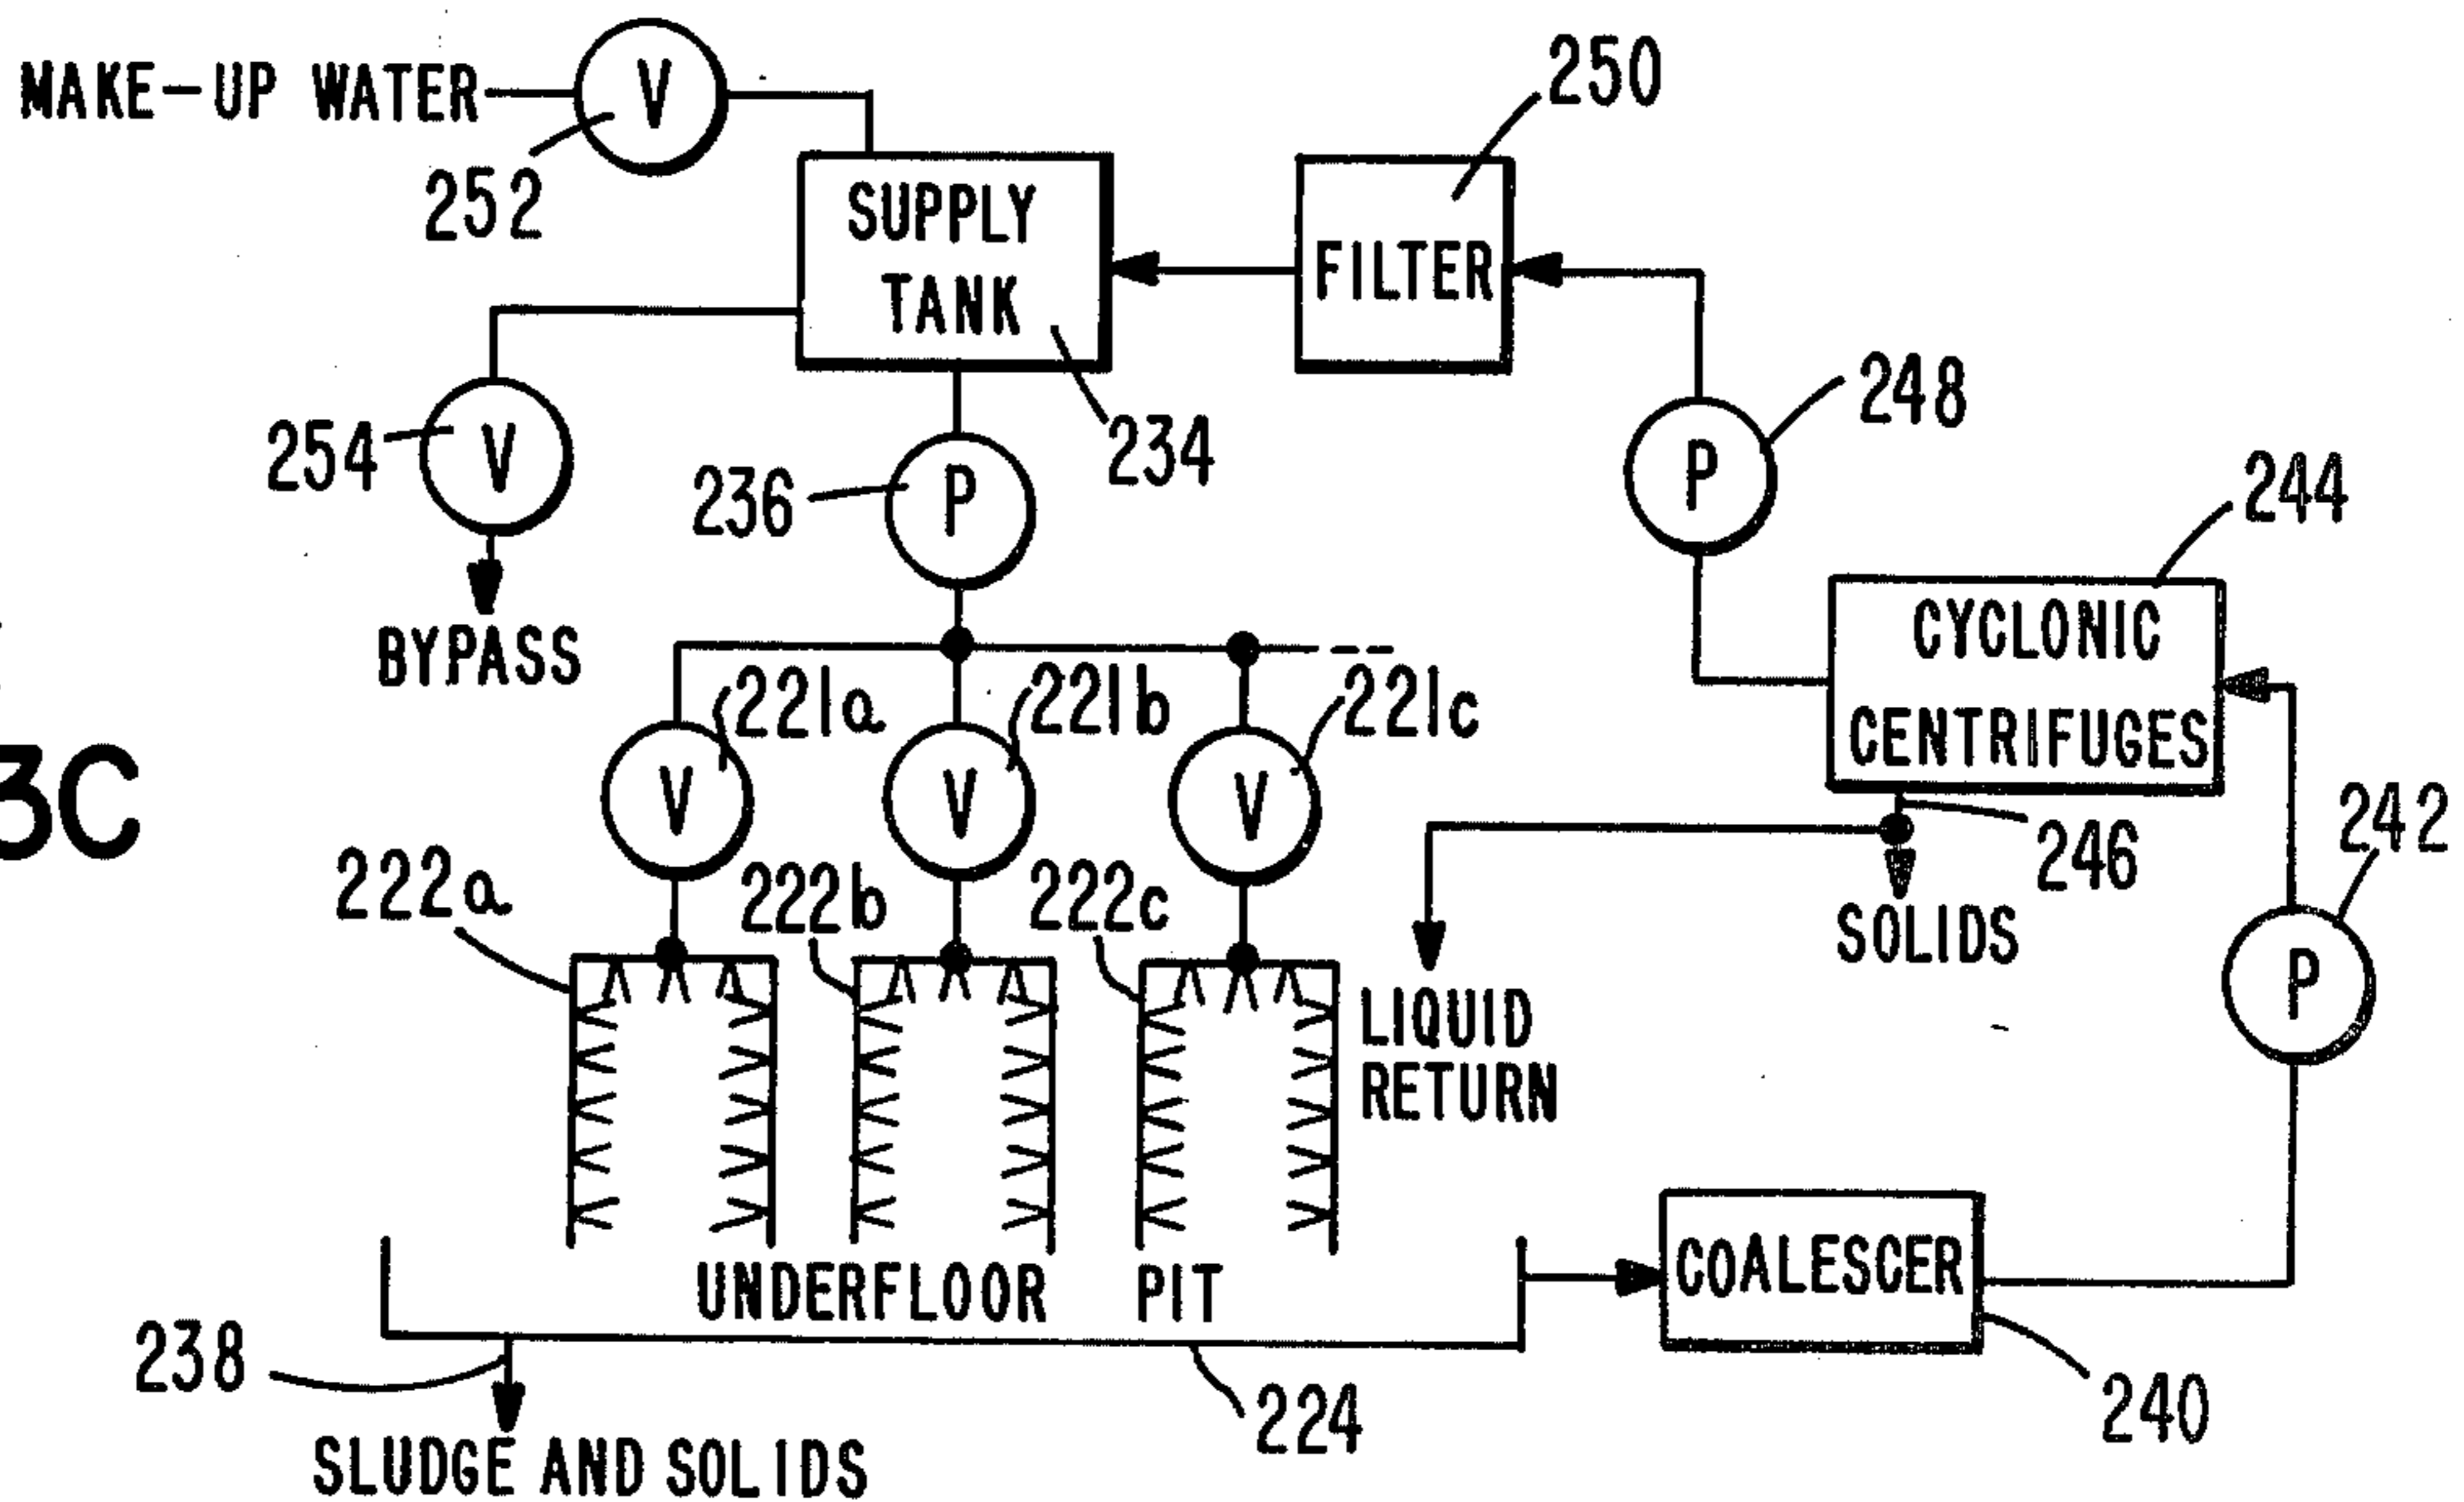 MAKE-UP WATER
V
252
250
SUPPLY
TANK
FILTER
234
254
V
236
P
248
P
244
BYPASS
CYCLONIC
CENTRIFUGES
221a
221b
221c
V
V
V
3C
242
246
SOLIDS
P
222a
222b
222c
LIQUID
RETURN
UNDERFLOOR PIT
COALESCER
238
224
240
SLUDGE AND SOLIDS